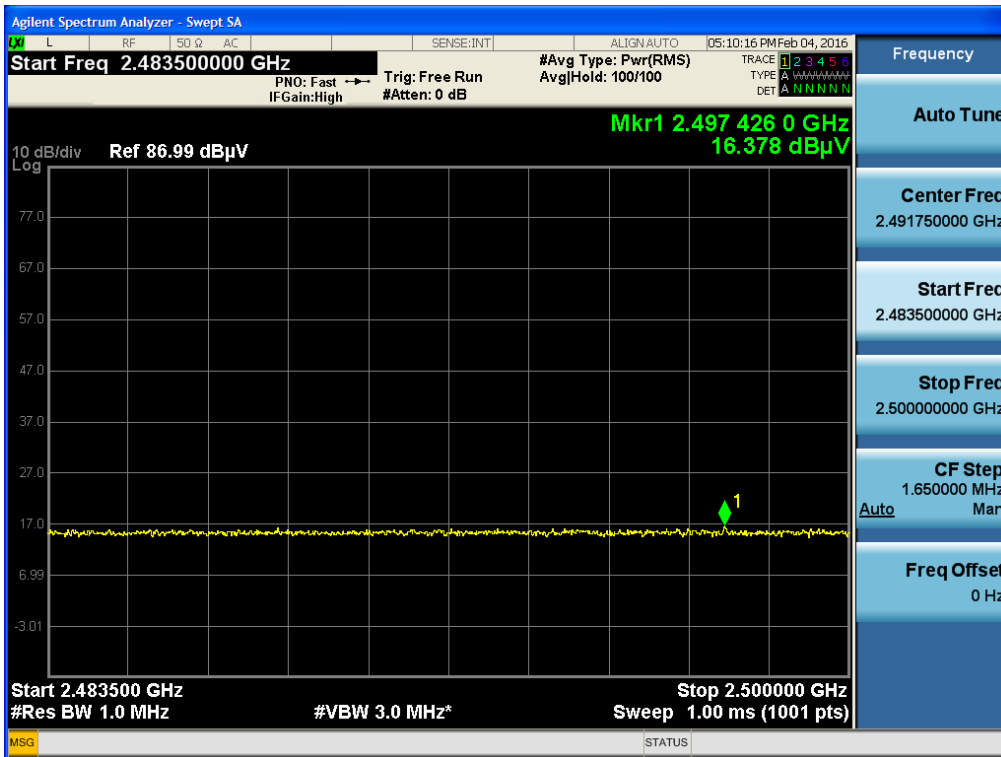 Agilent Spectrum Analyzer - Swept SA
LXI L RF 50 Ω AC SENSE:INT ALIGN AUTO 05:10:16 PM Feb 04, 2016
Start Freq 2.483500000 GHz
PNO: Fast
IFGain:High
Trig: Free Run
#Atten: 0 dB
#Avg Type: Pwr(RMS)
Avg|Hold: 100/100
TRACE 1 2 3 4 5 6
TYPE A WWWWWW
DET A N N N N N
Mkr1 2.497 426 0 GHz
16.378 dBµV
10 dB/div Ref 86.99 dBµV
Log
77.0
67.0
57.0
47.0
37.0
27.0
17.0
6.99
-3.01
1
Start 2.483500 GHz Stop 2.500000 GHz
#Res BW 1.0 MHz #VBW 3.0 MHz* Sweep 1.00 ms (1001 pts)
MSG STATUS
Frequency
Auto Tune
Center Freq
2.491750000 GHz
Start Freq
2.483500000 GHz
Stop Freq
2.500000000 GHz
CF Step
1.650000 MHz
Auto Man
Freq Offset
0 Hz